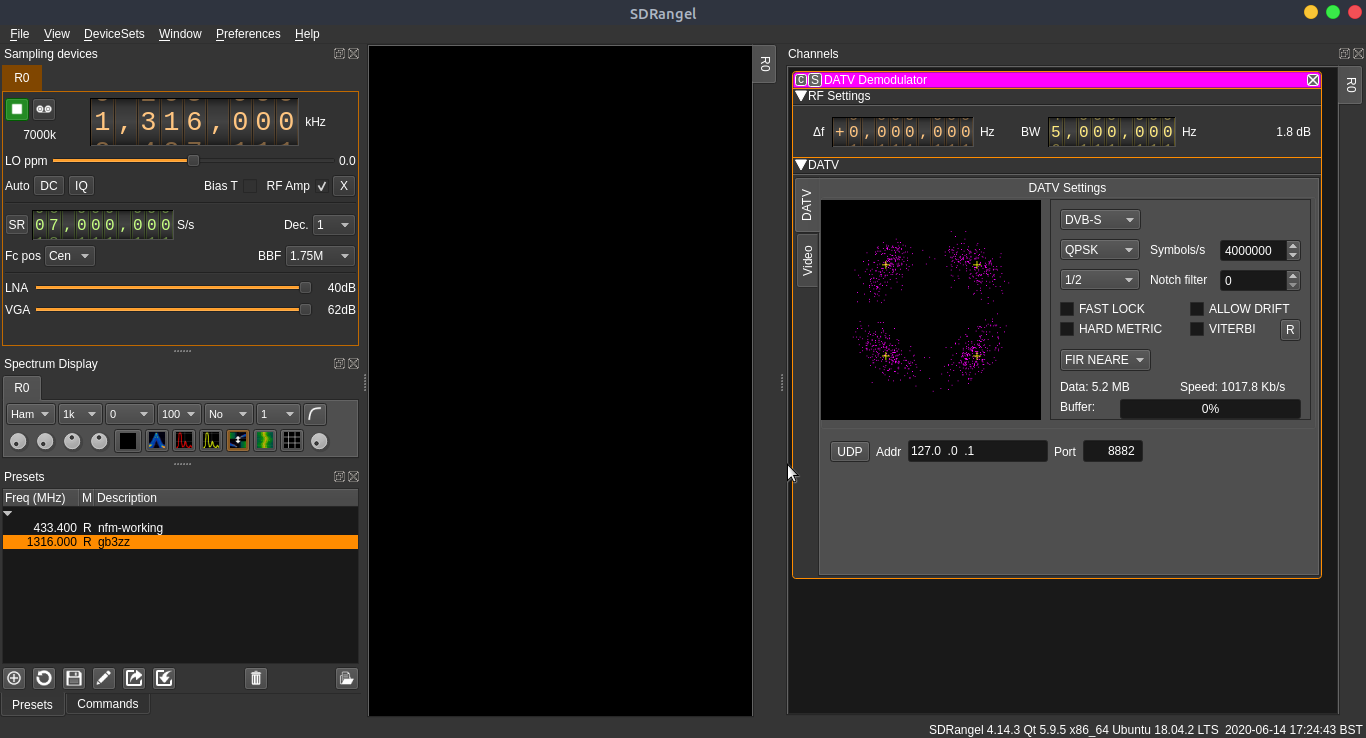 SDRangel
File View DeviceSets Window Preferences Help
Sampling devices
R0
1,316,000 kHz
7000k
LO ppm 0.0
Auto DC IQ Bias T RF Amp ✓ X
SR 07,000,000 S/s Dec. 1
Fc pos Cen BBF 1.75M
LNA 40dB
VGA 62dB
Spectrum Display
R0
Ham 1k 0 100 No 1
Presets
Freq (MHz) M Description
433.400 R nfm-working
1316.000 R gb3zz
Presets Commands
R0
Channels
R0
C S DATV Demodulator
RF Settings
Δf +0,000,000 Hz BW 5,000,000 Hz 1.8 dB
DATV
DATV
Video
DATV Settings
DVB-S
QPSK Symbols/s 4000000
1/2 Notch filter 0
FAST LOCK ALLOW DRIFT
HARD METRIC VITERBI R
FIR NEARE
Data: 5.2 MB Speed: 1017.8 Kb/s
Buffer: 0%
UDP Addr 127.0 .0 .1 Port 8882
SDRangel 4.14.3 Qt 5.9.5 x86_64 Ubuntu 18.04.2 LTS 2020-06-14 17:24:43 BST